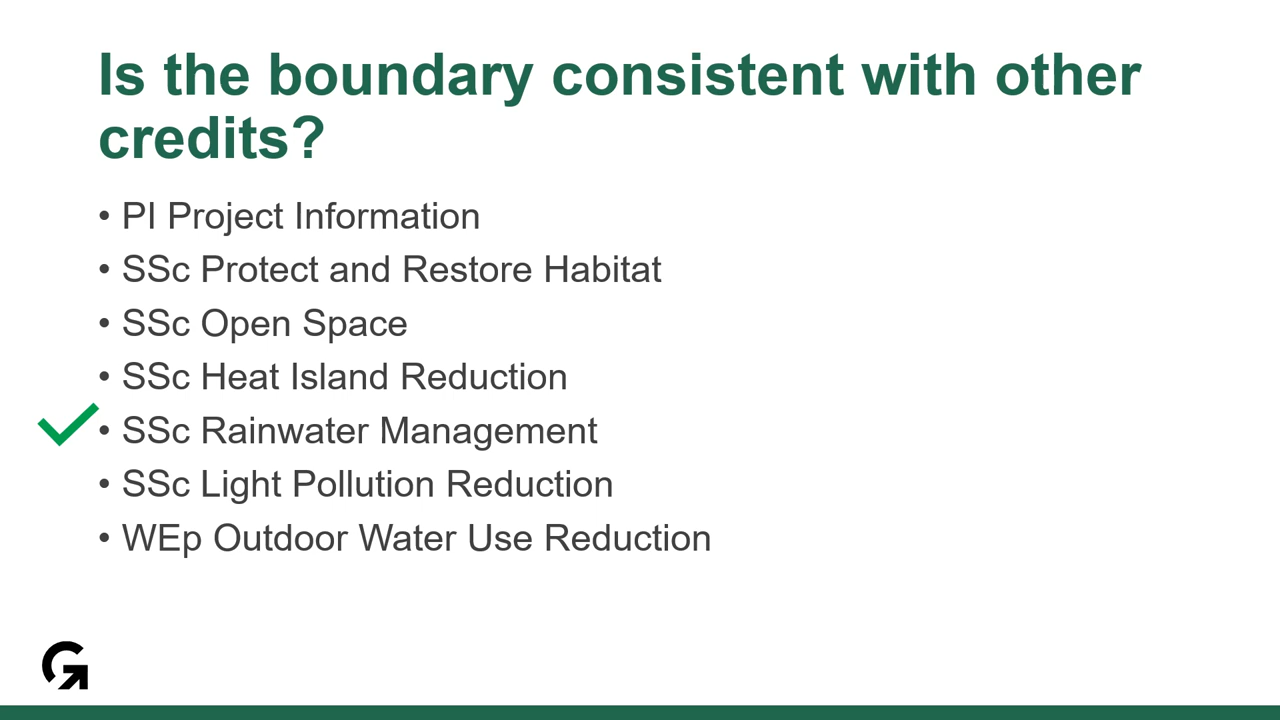 Is the boundary consistent with other
credits?
• PI Project Information
• SSc Protect and Restore Habitat
• SSc Open Space
• SSc Heat Island Reduction
• SSc Rainwater Management
• SSc Light Pollution Reduction
• WEp Outdoor Water Use Reduction